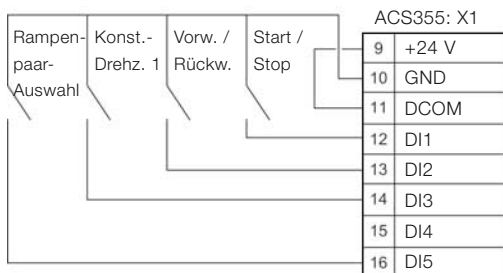 ACS355: X1
Rampen-
paar-
Auswahl
Konst.-
Drehz. 1
Vorw. /
Rückw.
Start /
Stop
9 +24 V
10 GND
11 DCOM
12 DI1
13 DI2
14 DI3
15 DI4
16 DI5